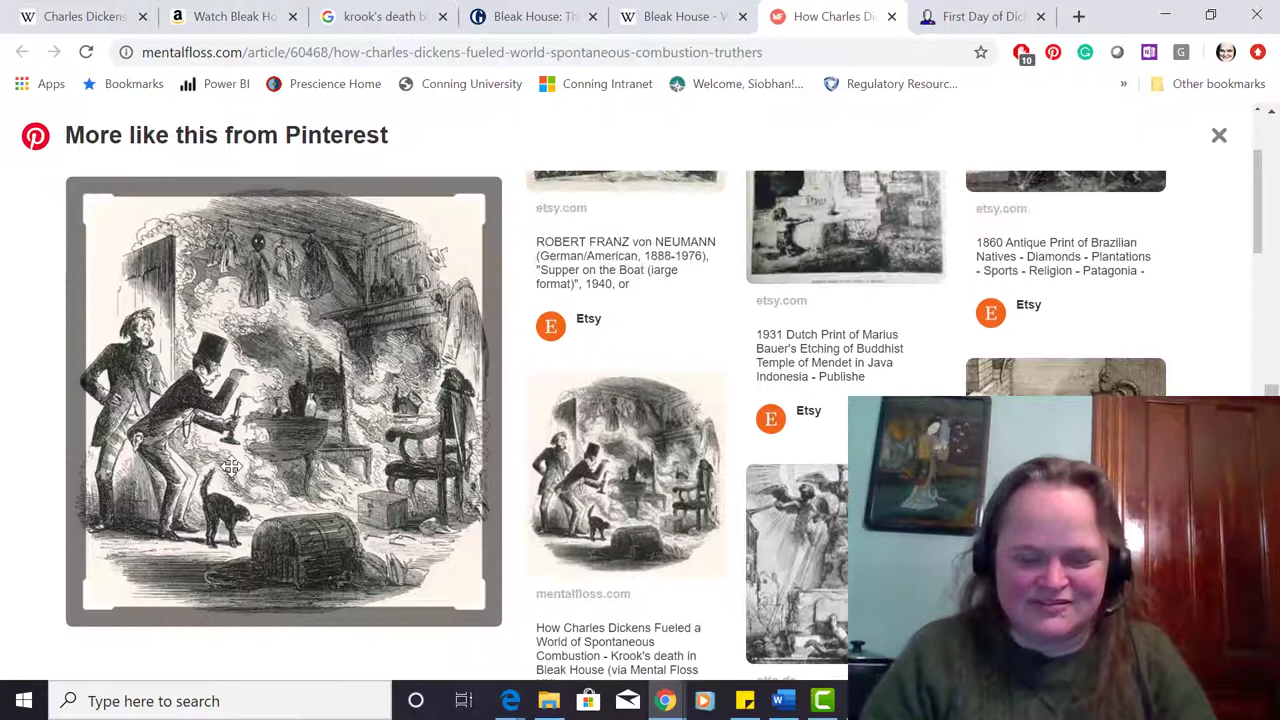 Charles Dickens
Watch Bleak Ho
krook's death bl
Bleak House: Th
Bleak House - W
How Charles Di
First Day of Dic
mentalfloss.com/article/60468/how-charles-dickens-fueled-world-spontaneous-combustion-truthers
10
G
Apps
Bookmarks
Power BI
Prescience Home
Conning University
Conning Intranet
Welcome, Siobhan!...
Regulatory Resourc...
»
Other bookmarks
More like this from Pinterest
etsy.com
ROBERT FRANZ von NEUMANN
(German/American, 1888-1976),
"Supper on the Boat (large
format)", 1940, or
E Etsy
mentalfloss.com
How Charles Dickens Fueled a
World of Spontaneous
Combustion - Krook's death in
Bleak House (via Mental Floss
etsy.com
1931 Dutch Print of Marius
Bauer's Etching of Buddhist
Temple of Mendet in Java
Indonesia - Publishe
E Etsy
etsy.com
1860 Antique Print of Brazilian
Natives - Diamonds - Plantations
- Sports - Religion - Patagonia -
E Etsy
Type here to search